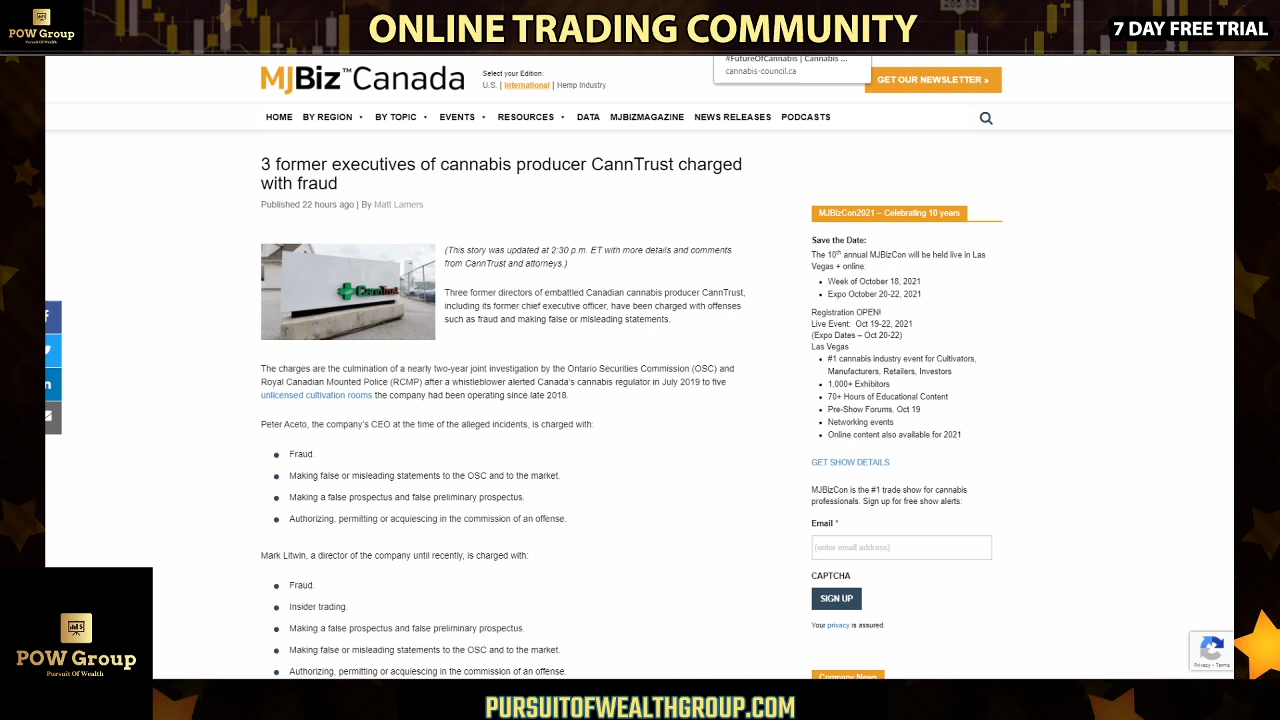 POW Group
Pursuit Of Wealth
ONLINE TRADING COMMUNITY
7 DAY FREE TRIAL
MJBiz™Canada
Select your Edition:
U.S. | International | Hemp Industry
#FutureOfCannabis | Cannabis ...
cannabis-council.ca
GET OUR NEWSLETTER »
HOME BY REGION BY TOPIC EVENTS RESOURCES DATA MJBIZMAGAZINE NEWS RELEASES PODCASTS
3 former executives of cannabis producer CannTrust charged
with fraud
Published 22 hours ago | By Matt Lamers
CannTrust
(This story was updated at 2:30 p.m. ET with more details and comments
from CannTrust and attorneys.)
Three former directors of embattled Canadian cannabis producer CannTrust,
including its former chief executive officer, have been charged with offenses
such as fraud and making false or misleading statements.
The charges are the culmination of a nearly two-year joint investigation by the Ontario Securities Commission (OSC) and
Royal Canadian Mounted Police (RCMP) after a whistleblower alerted Canada's cannabis regulator in July 2019 to five
unlicensed cultivation rooms the company had been operating since late 2018.
Peter Aceto, the company's CEO at the time of the alleged incidents, is charged with:
Fraud.
Making false or misleading statements to the OSC and to the market.
Making a false prospectus and false preliminary prospectus.
Authorizing, permitting or acquiescing in the commission of an offense.
Mark Litwin, a director of the company until recently, is charged with:
Fraud.
Insider trading.
Making a false prospectus and false preliminary prospectus.
Making false or misleading statements to the OSC and to the market.
Authorizing, permitting or acquiescing in the commission of an offense.
MJBizCon2021 – Celebrating 10 years
Save the Date:
The 10th annual MJBizCon will be held live in Las
Vegas + online:
Week of October 18, 2021
Expo October 20-22, 2021
Registration OPEN!
Live Event: Oct 19-22, 2021
(Expo Dates – Oct 20-22)
Las Vegas
#1 cannabis industry event for Cultivators,
Manufacturers, Retailers, Investors
1,000+ Exhibitors
70+ Hours of Educational Content
Pre-Show Forums, Oct 19
Networking events
Online content also available for 2021
GET SHOW DETAILS
MJBizCon is the #1 trade show for cannabis
professionals. Sign up for free show alerts:
Email *
(enter email address)
CAPTCHA
SIGN UP
Your privacy is assured.
Privacy - Terms
Company News
POW Group
Pursuit Of Wealth
PURSUITOFWEALTHGROUP.COM